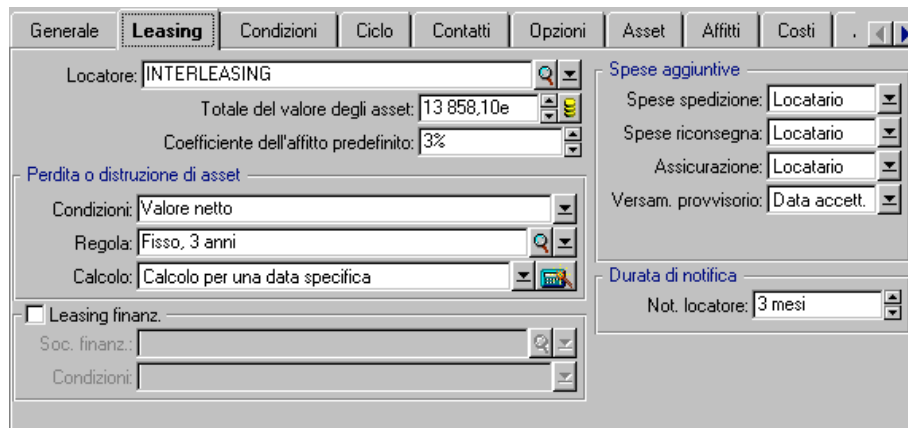 Generale Leasing Condizioni Ciclo Contatti Opzioni Asset Affitti Costi
Locatore: INTERLEASING
Totale del valore degli asset: 13 858,10e
Coefficiente dell'affitto predefinito: 3%
Perdita o distruzione di asset
Condizioni: Valore netto
Regola: Fisso, 3 anni
Calcolo: Calcolo per una data specifica
Leasing finanz.
Soc. finanz.:
Condizioni:
Spese aggiuntive
Spese spedizione: Locatario
Spese riconsegna: Locatario
Assicurazione: Locatario
Versam. provvisorio: Data accett.
Durata di notifica
Not. locatore: 3 mesi